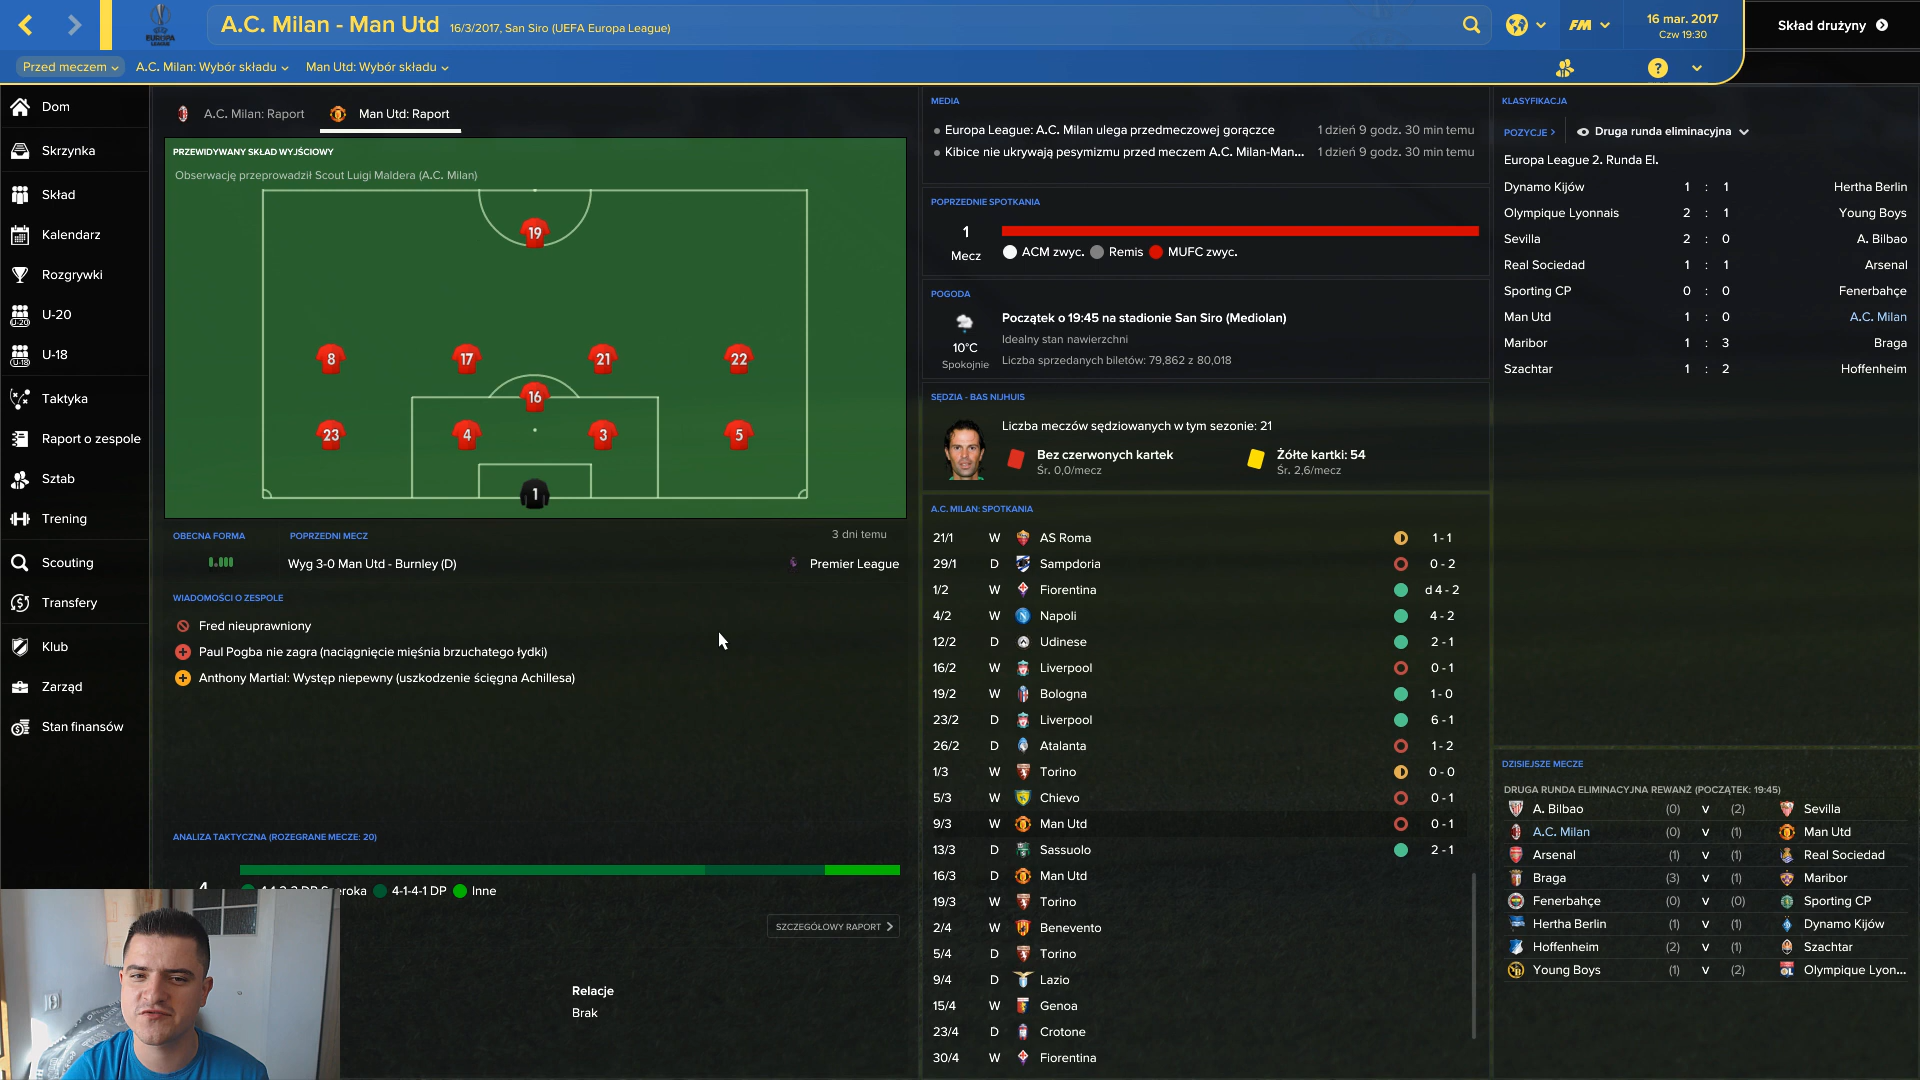 A.C. Milan - Man Utd 16/3/2017, San Siro (UEFA Europa League)
EUROPA
LEAGUE
FM
16 mar. 2017
Czw 19:30
Skład drużyny
Przed meczem
A.C. Milan: Wybór składu
Man Utd: Wybór składu
?
Dom
Skrzynka
Skład
Kalendarz
Rozgrywki
U-20
U-20
U-18
U-18
Taktyka
Raport o zespole
Sztab
Trening
Scouting
Transfery
Klub
Zarząd
Stan finansów
A.C. Milan: Raport
Man Utd: Raport
PRZEWIDYWANY SKŁAD WYJŚCIOWY
Obserwację przeprowadził Scout Luigi Maldera (A.C. Milan)
19
8 17 21 22
16
23 4 3 5
1
OBECNA FORMA
POPRZEDNI MECZ
3 dni temu
Wyg 3-0 Man Utd - Burnley (D)
Premier League
WIADOMOŚCI O ZESPOLE
Fred nieuprawniony
Paul Pogba nie zagra (naciągnięcie mięśnia brzuchatego łydki)
Anthony Martial: Występ niepewny (uszkodzenie ścięgna Achillesa)
ANALIZA TAKTYCZNA (ROZEGRANE MECZE: 20)
4-1-4-1 DP
Inne
SZCZEGÓŁOWY RAPORT
Relacje
Brak
MEDIA
Europa League: A.C. Milan ulega przedmeczowej gorączce 1 dzień 9 godz. 30 min temu
Kibice nie ukrywają pesymizmu przed meczem A.C. Milan-Man... 1 dzień 9 godz. 30 min temu
POPRZEDNIE SPOTKANIA
1
Mecz
ACM zwyc. Remis MUFC zwyc.
POGODA
10°C
Spokojnie
Początek o 19:45 na stadionie San Siro (Mediolan)
Idealny stan nawierzchni
Liczba sprzedanych biletów: 79,862 z 80,018
SĘDZIA - BAS NIJHUIS
Liczba meczów sędziowanych w tym sezonie: 21
Bez czerwonych kartek
Śr. 0,0/mecz
Żółte kartki: 54
Śr. 2,6/mecz
A.C. MILAN: SPOTKANIA
21/1 W AS Roma 1 - 1
29/1 D Sampdoria 0 - 2
1/2 W Fiorentina d 4 - 2
4/2 W Napoli 4 - 2
12/2 D Udinese 2 - 1
16/2 W Liverpool 0 - 1
19/2 W Bologna 1 - 0
23/2 D Liverpool 6 - 1
26/2 D Atalanta 1 - 2
1/3 W Torino 0 - 0
5/3 W Chievo 0 - 1
9/3 W Man Utd 0 - 1
13/3 D Sassuolo 2 - 1
16/3 D Man Utd
19/3 W Torino
2/4 W Benevento
5/4 D Torino
9/4 D Lazio
15/4 W Genoa
23/4 D Crotone
30/4 W Fiorentina
KLASYFIKACJA
POZYCJE
Druga runda eliminacyjna
Europa League 2. Runda El.
Dynamo Kijów 1 : 1 Hertha Berlin
Olympique Lyonnais 2 : 1 Young Boys
Sevilla 2 : 0 A. Bilbao
Real Sociedad 1 : 1 Arsenal
Sporting CP 0 : 0 Fenerbahçe
Man Utd 1 : 0 A.C. Milan
Maribor 1 : 3 Braga
Szachtar 1 : 2 Hoffenheim
DZISIEJSZE MECZE
DRUGA RUNDA ELIMINACYJNA REWANŻ (POCZĄTEK: 19:45)
A. Bilbao (0) v (2) Sevilla
A.C. Milan (0) v (1) Man Utd
Arsenal (1) v (1) Real Sociedad
Braga (3) v (1) Maribor
Fenerbahçe (0) v (0) Sporting CP
Hertha Berlin (1) v (1) Dynamo Kijów
Hoffenheim (2) v (1) Szachtar
Young Boys (1) v (2) Olympique Lyon...